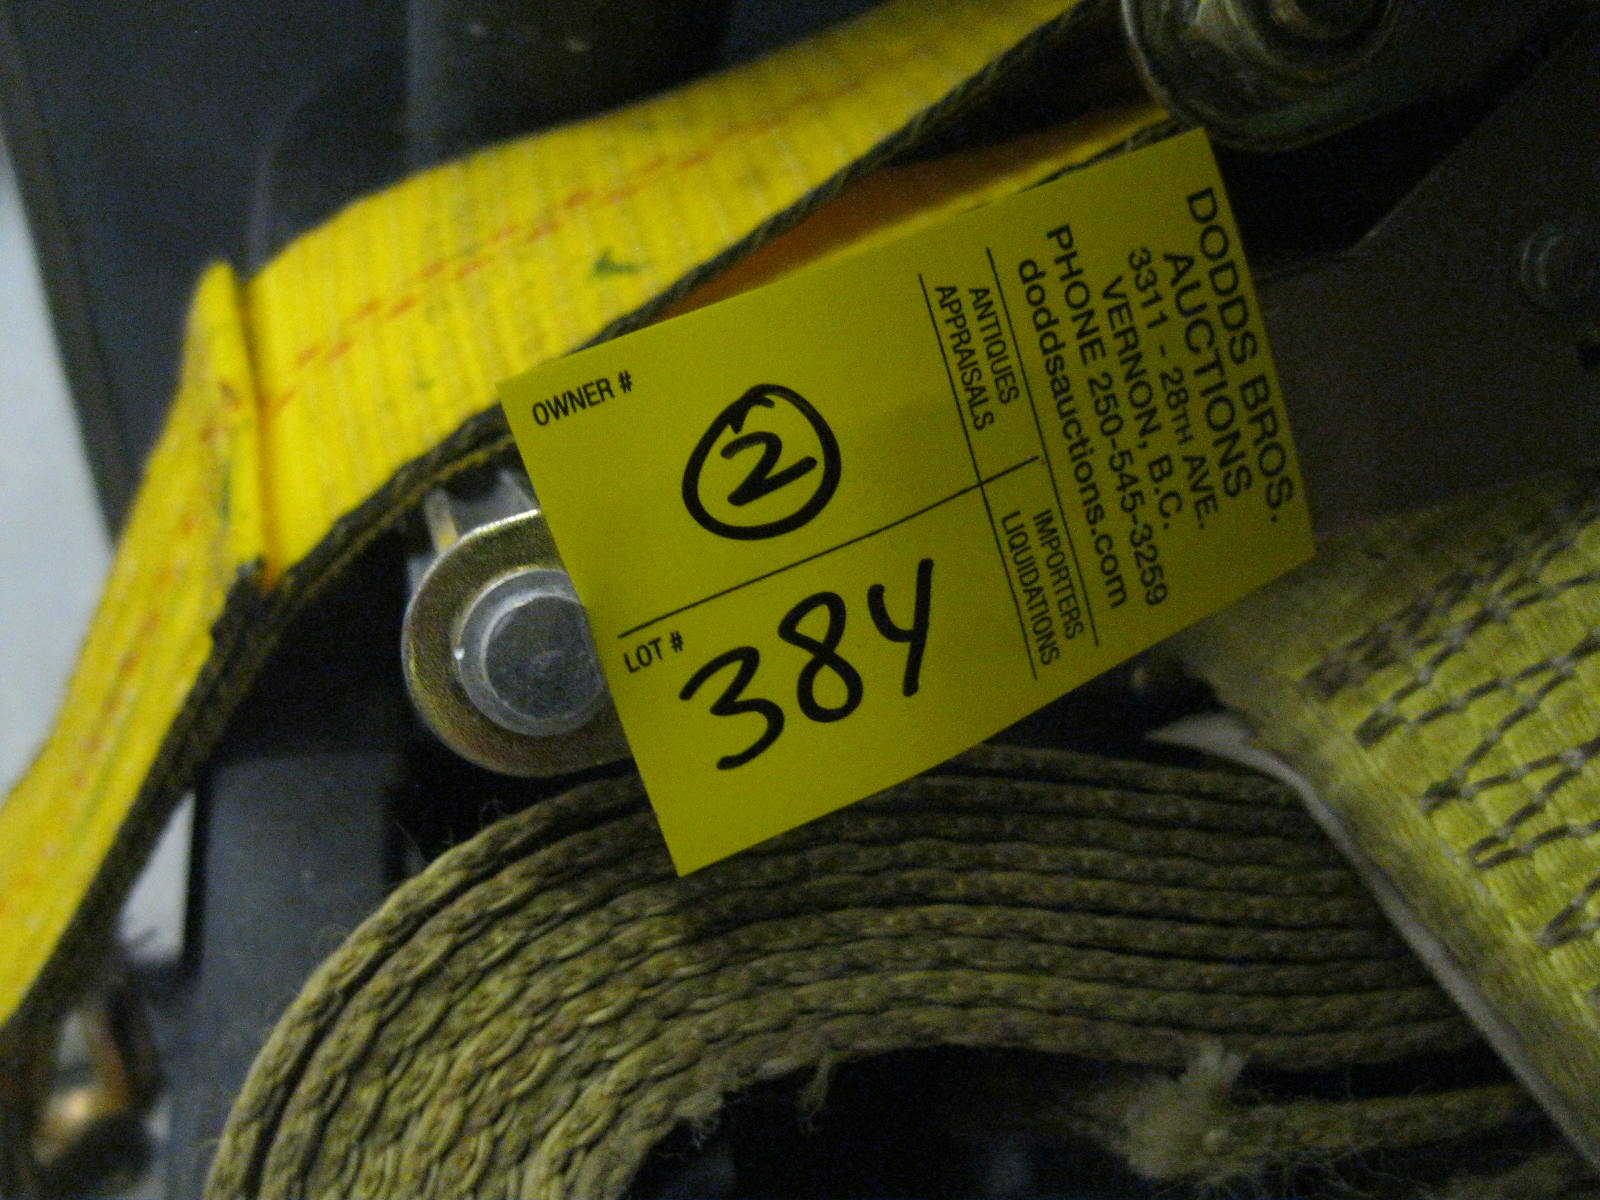 DODDS BROS.
AUCTIONS
3311 - 28TH AVE.
VERNON, B.C.
PHONE 250-545-3259
doddsauctions.com
ANTIQUES
APPRAISALS
IMPORTERS
LIQUIDATIONS
OWNER #
2
LOT #
384